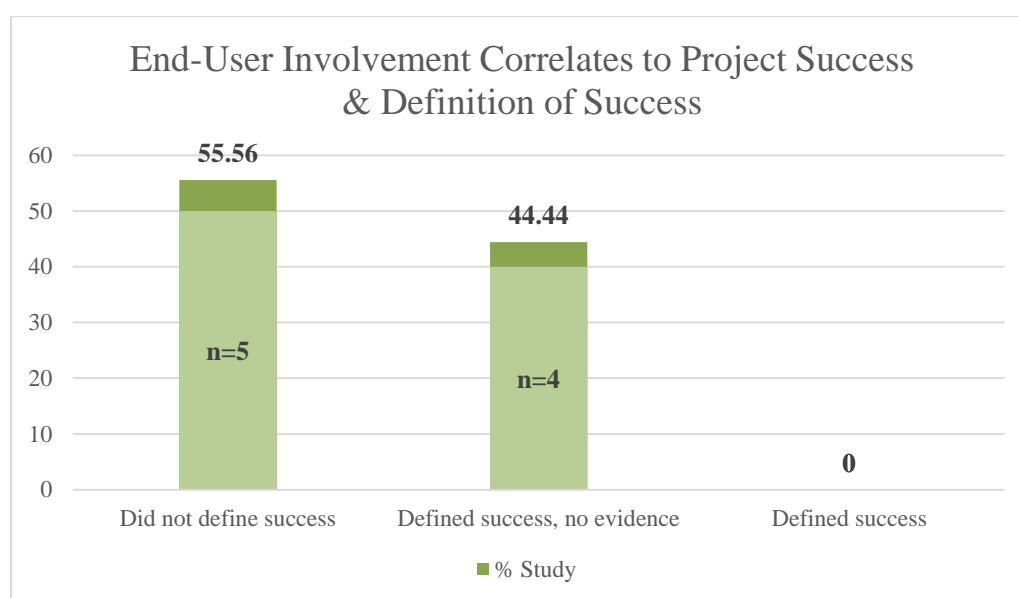 End-User Involvement Correlates to Project Success
& Definition of Success
60
50
40
30
20
10
0
55.56
n=5
44.44
n=4
0
Did not define success
Defined success, no evidence
Defined success
% Study